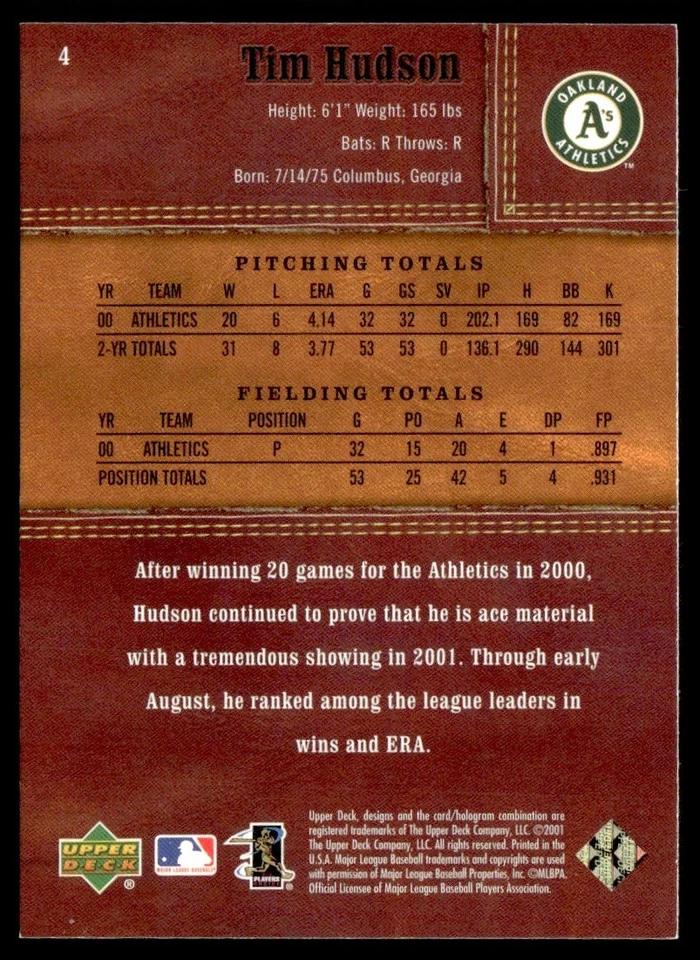 4
Tim Hudson
Height: 6'1" Weight: 165 lbs
Bats: R Throws: R
Born: 7/14/75 Columbus, Georgia
OAKLAND
A's
ATHLETICS
TM
PITCHING TOTALS
YR TEAM W L ERA G GS SV IP H BB K
00 ATHLETICS 20 6 4.14 32 32 0 202.1 169 82 169
2-YR TOTALS 31 8 3.77 53 53 0 136.1 290 144 301
FIELDING TOTALS
YR TEAM POSITION G PO A E DP FP
00 ATHLETICS P 32 15 20 4 1 .897
POSITION TOTALS 53 25 42 5 4 .931
After winning 20 games for the Athletics in 2000,
Hudson continued to prove that he is ace material
with a tremendous showing in 2001. Through early
August, he ranked among the league leaders in
wins and ERA.
UPPER
DECK
®
MAJOR LEAGUE BASEBALL
PLAYERS
CHOICE
®
Upper Deck, designs and the card/hologram combination are
registered trademarks of The Upper Deck Company, LLC. ©2001
The Upper Deck Company, LLC. All rights reserved. Printed in the
U.S.A. Major League Baseball trademarks and copyrights are used
with permission of Major League Baseball Properties, Inc. ©MLBPA.
Official Licensee of Major League Baseball Players Association.